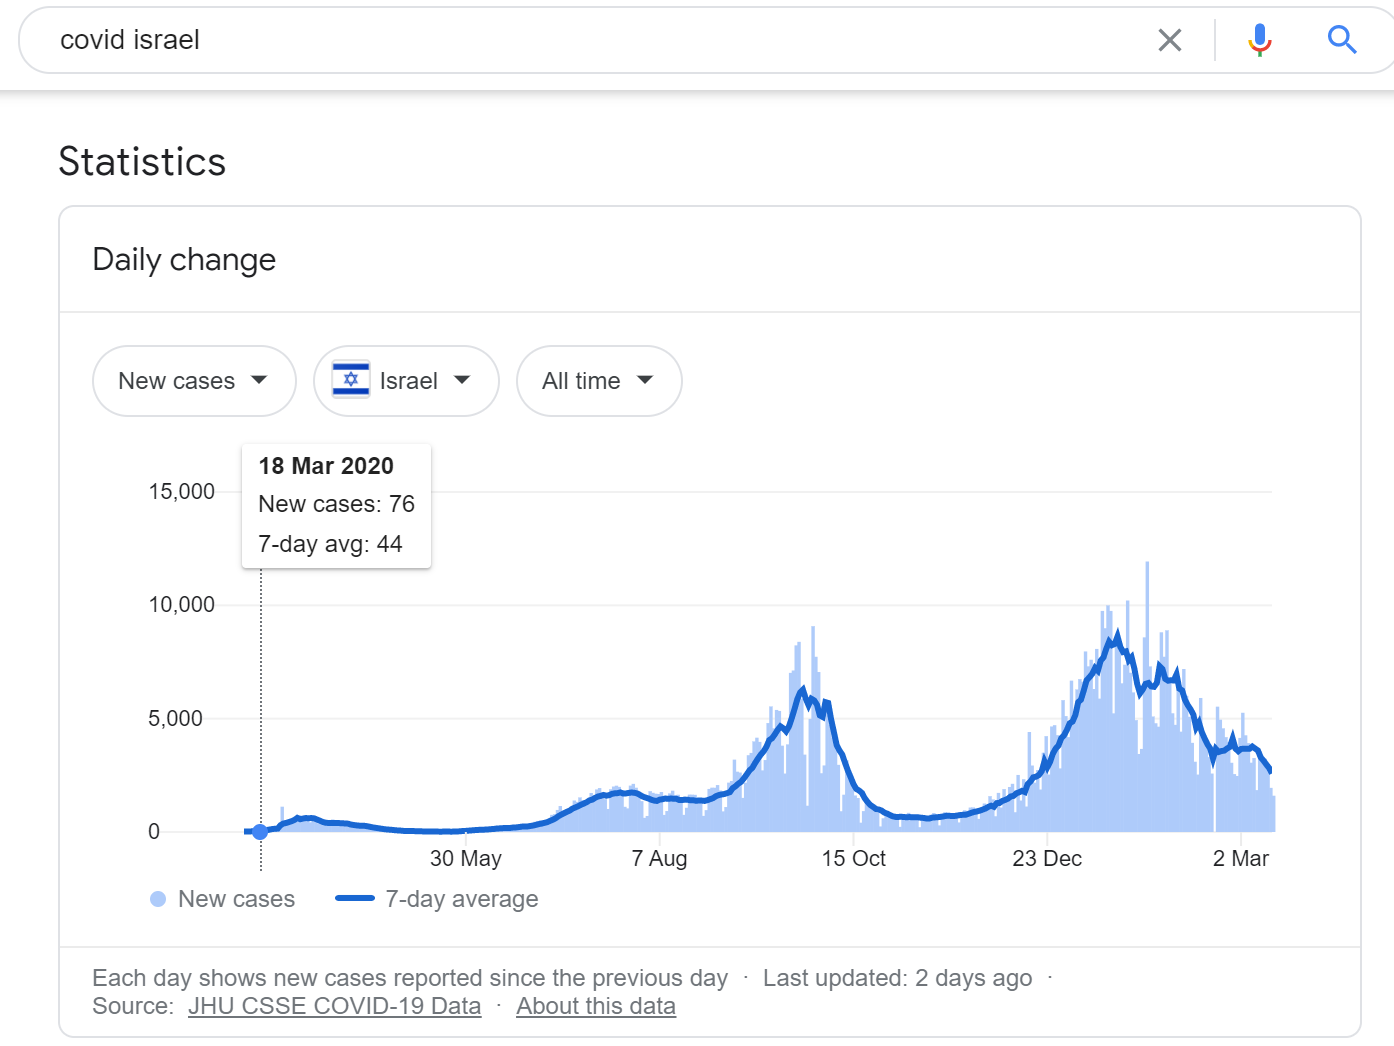 covid israel
Statistics
Daily change
New cases
Israel
All time
18 Mar 2020
New cases: 76
7-day avg: 44
15,000
10,000
5,000
0
30 May 7 Aug 15 Oct 23 Dec 2 Mar
New cases 7-day average
Each day shows new cases reported since the previous day · Last updated: 2 days ago ·
Source: JHU CSSE COVID-19 Data · About this data